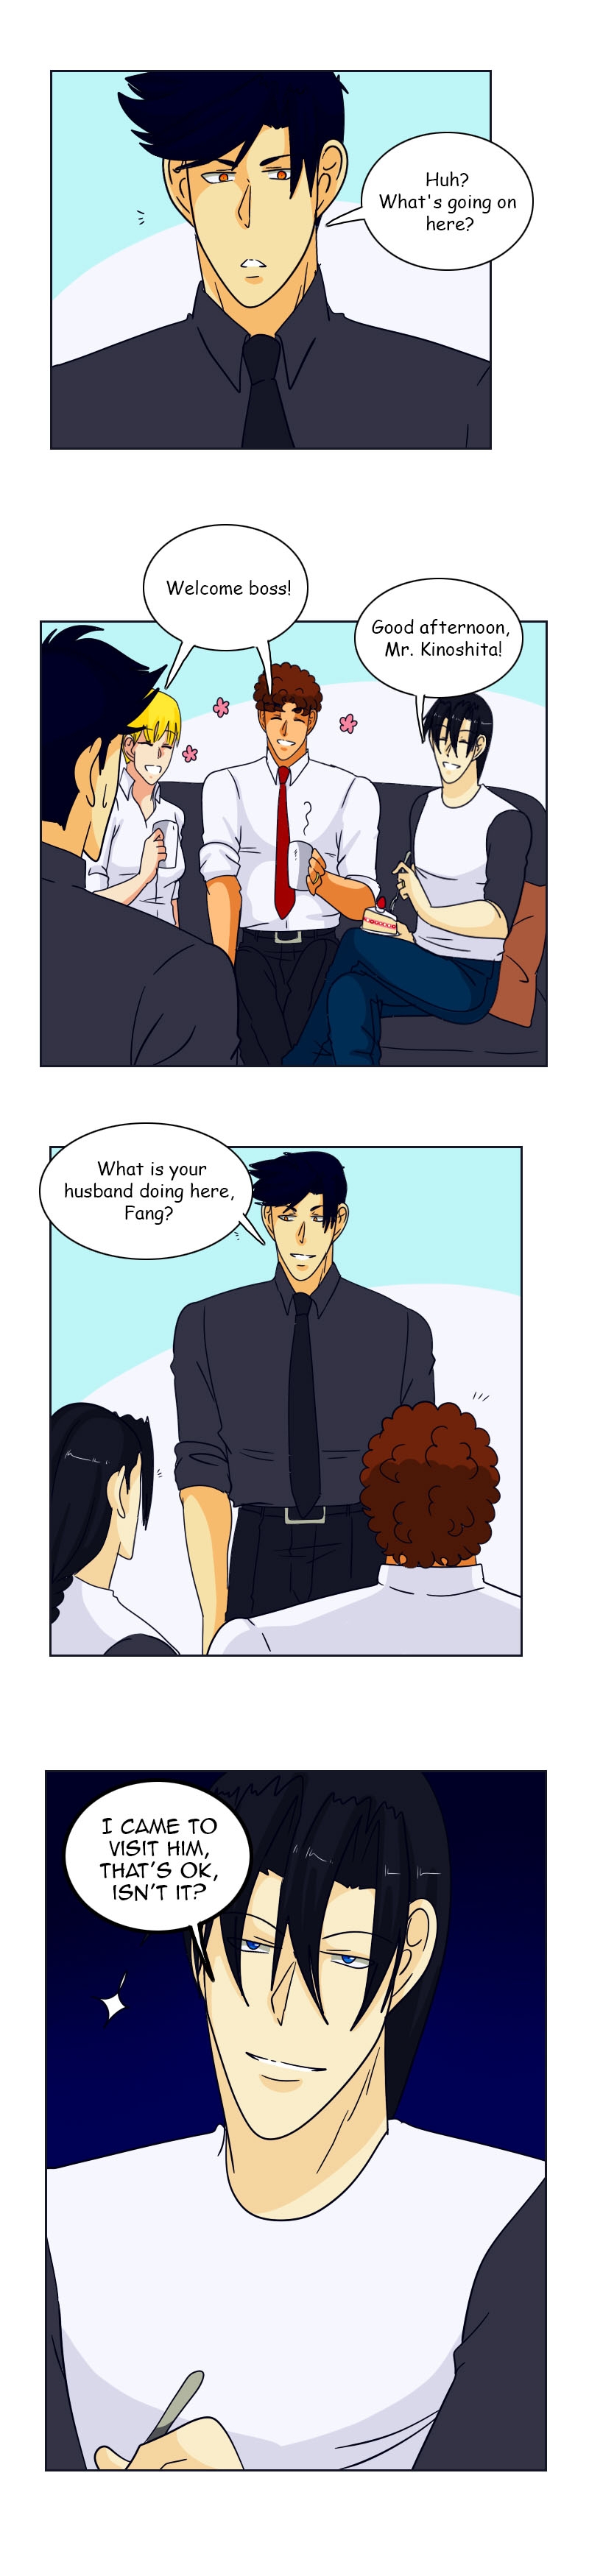 Huh?
What's going on
here?
Welcome boss!
Good afternoon,
Mr. Kinoshita!
What is your
husband doing here,
Fang?
I CAME TO
VISIT HIM,
THAT'S OK,
ISN'T IT?